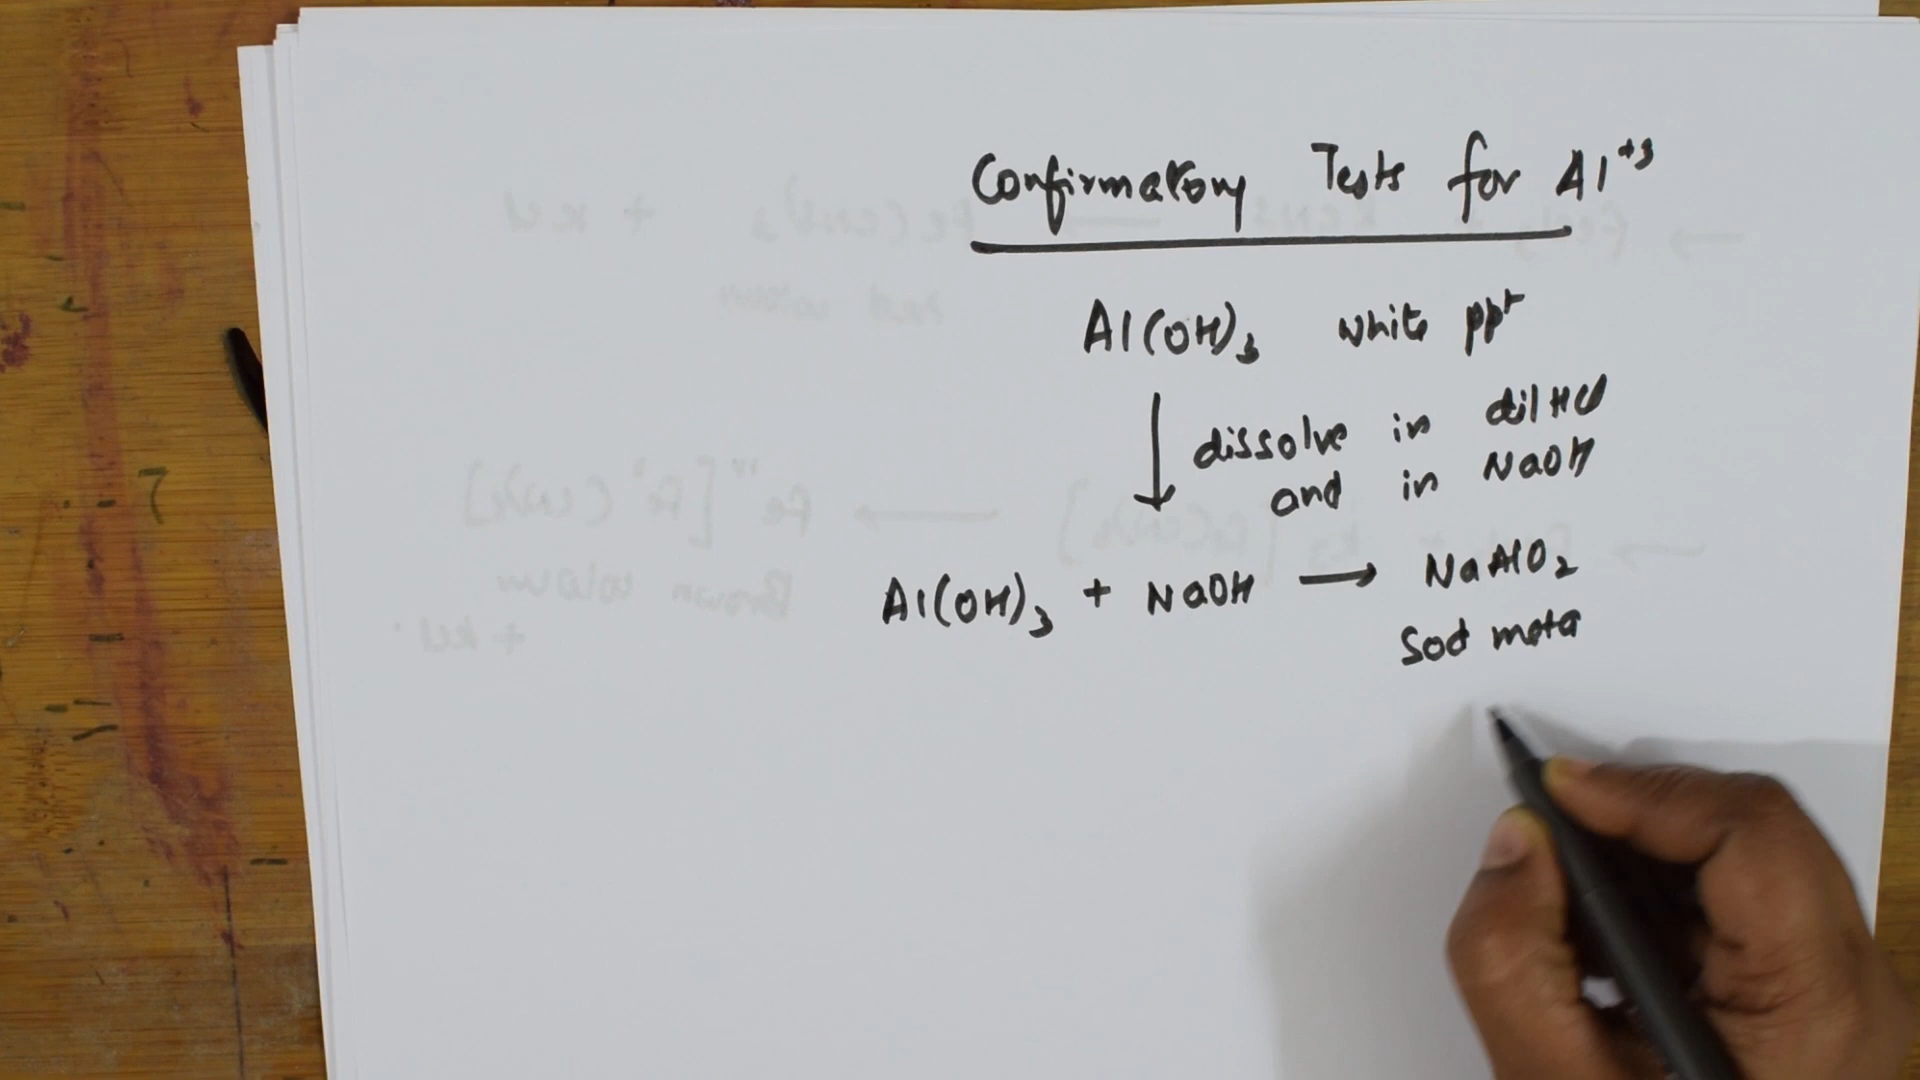 Confirmatory Tests for Al+3
Al(OH)3 white ppt
dissolve in dil HCl
and in NaOH
Al(OH)3 + NaOH → NaAlO2
Sod meta